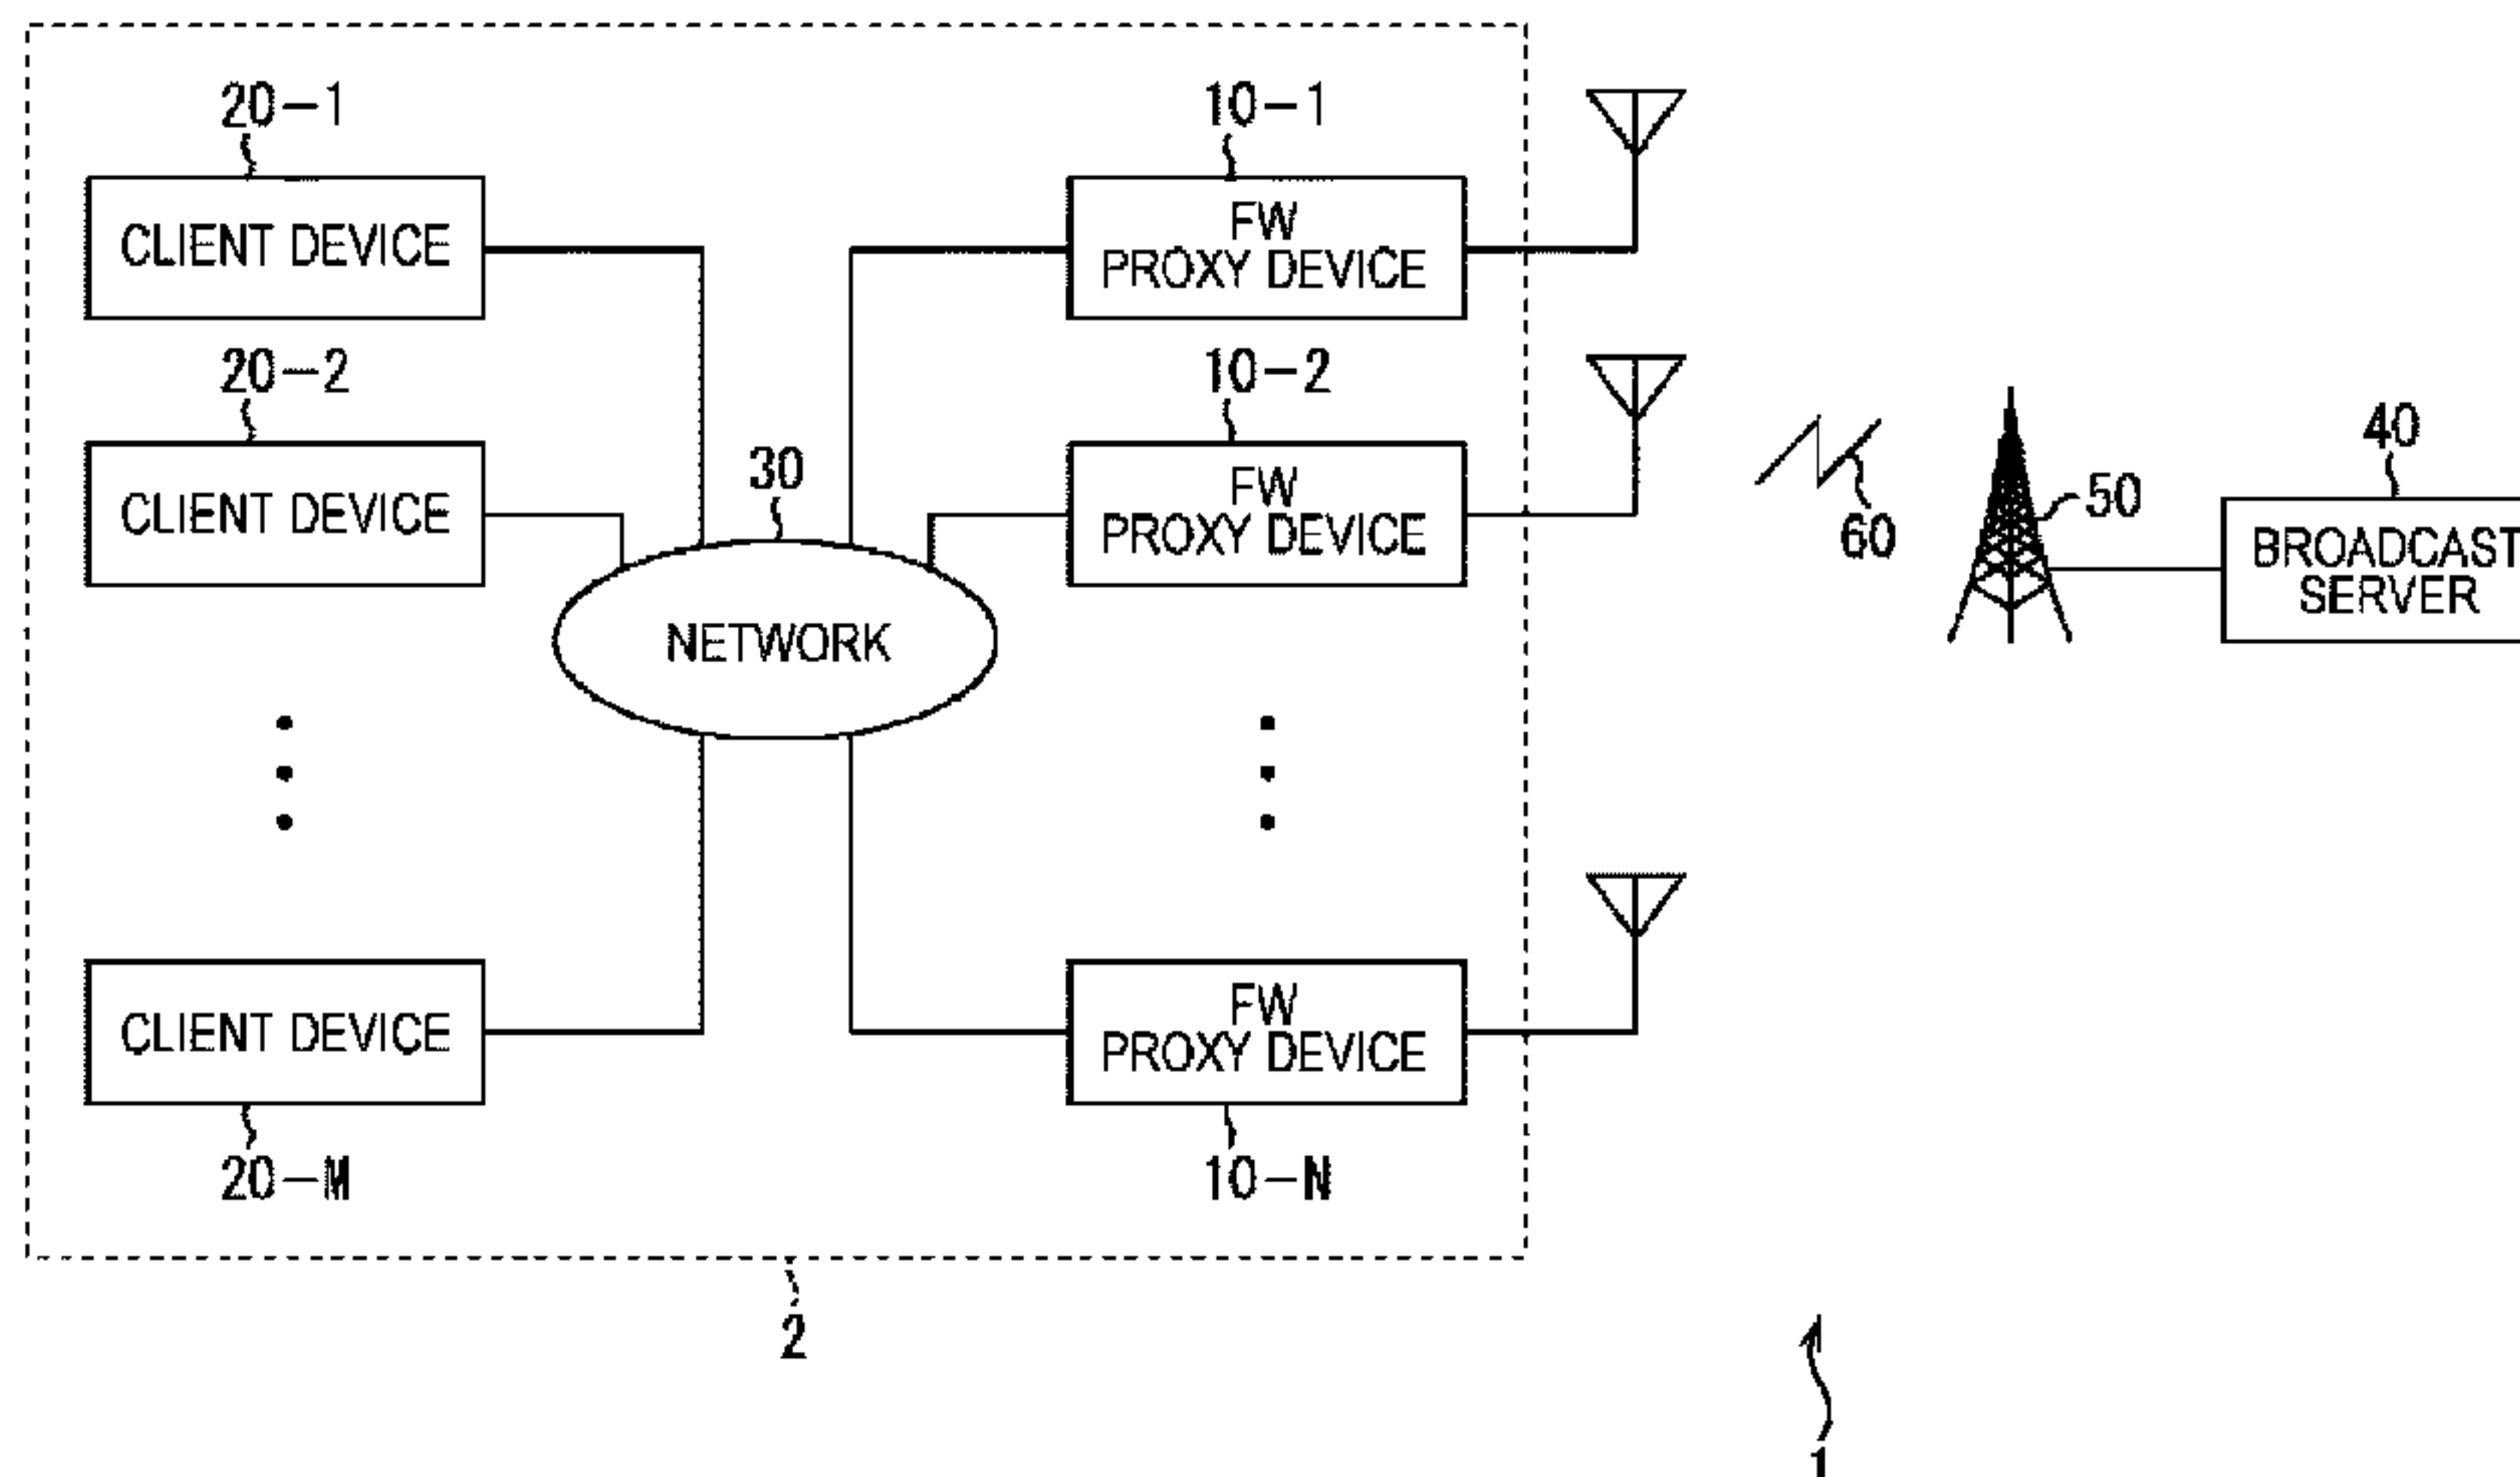 20-1
10-1
CLIENT DEVICE
FW
PROXY DEVICE
20-2
10-2
CLIENT DEVICE
30
FW
PROXY DEVICE
60
50
40
BROADCAST
SERVER
NETWORK
CLIENT DEVICE
FW
PROXY DEVICE
20-M
10-N
2
1